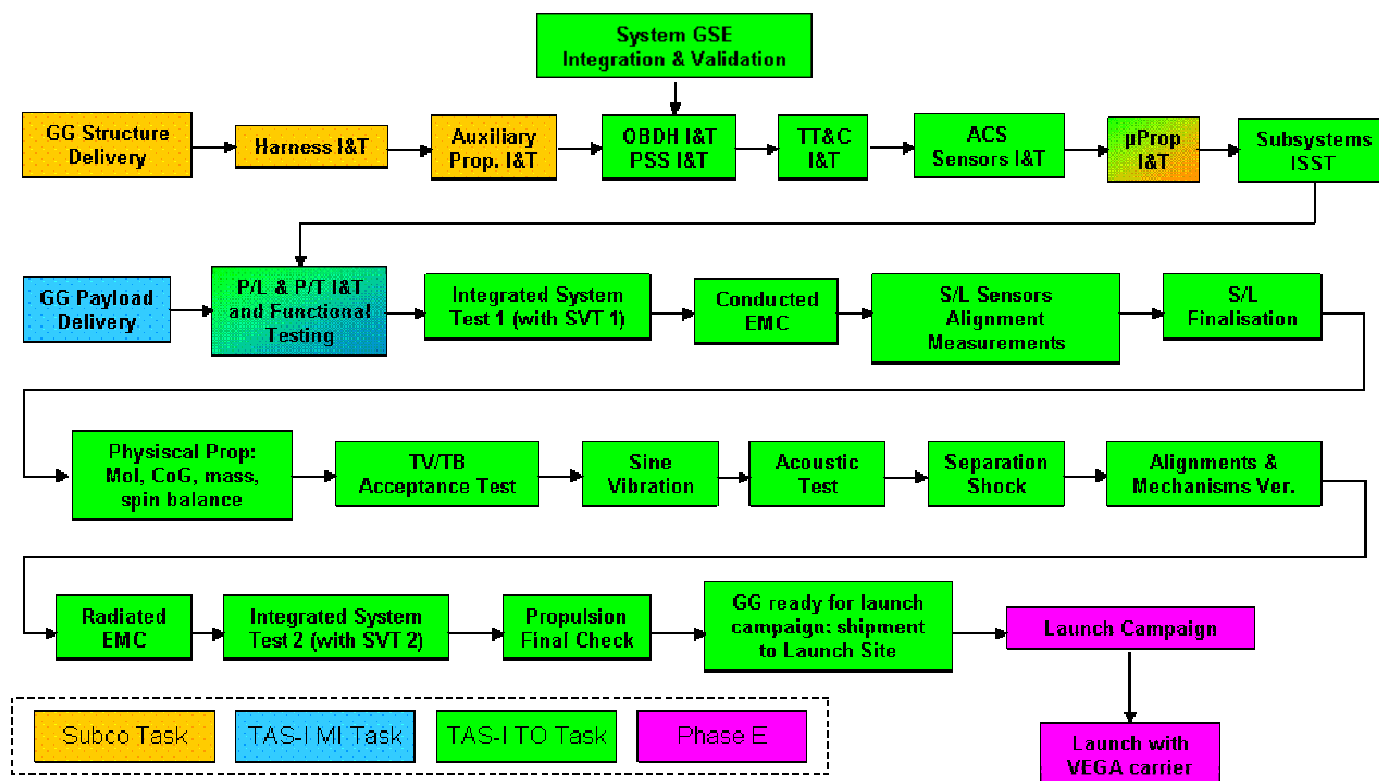 System GSE
Integration & Validation
GG Structure
Delivery
Harness I&T
Auxiliary
Prop. I&T
OBDH I&T
PSS I&T
TT&C
I&T
ACS
Sensors I&T
µProp
I&T
Subsystems
ISST
GG Payload
Delivery
P/L & P/T I&T
and Functional
Testing
Integrated System
Test 1 (with SVT 1)
Conducted
EMC
S/L Sensors
Alignment
Measurements
S/L
Finalisation
Physiscal Prop:
MoI, CoG, mass,
spin balance
TV/TB
Acceptance Test
Sine
Vibration
Acoustic
Test
Separation
Shock
Alignments &
Mechanisms Ver.
Radiated
EMC
Integrated System
Test 2 (with SVT 2)
Propulsion
Final Check
GG ready for launch
campaign: shipment
to Launch Site
Launch Campaign
Subco Task
TAS-I MI Task
TAS-I TO Task
Phase E
Launch with
VEGA carrier